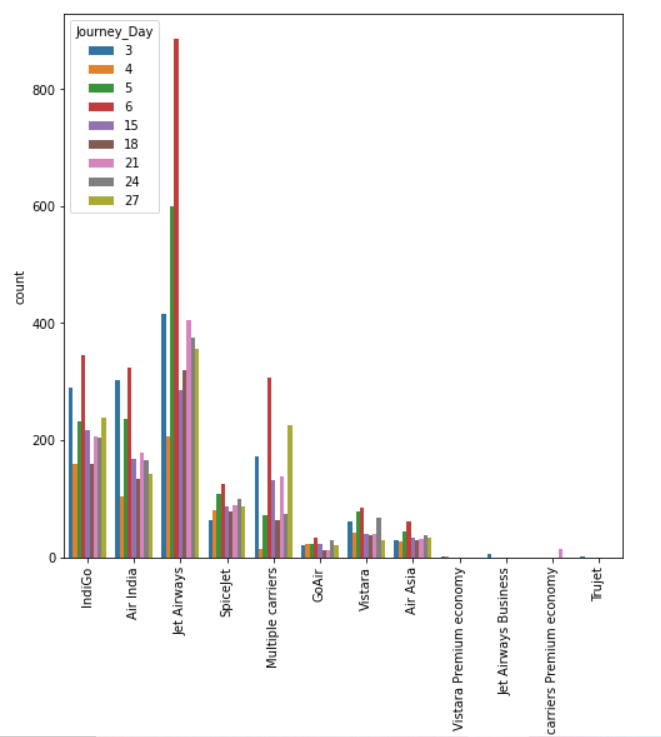 Journey_Day
3
4
5
6
15
18
21
24
27
800
600
400
200
0
count
IndiGo
Air India
Jet Airways
SpiceJet
Multiple carriers
GoAir
Vistara
Air Asia
Vistara Premium economy
Jet Airways Business
carriers Premium economy
Trujet